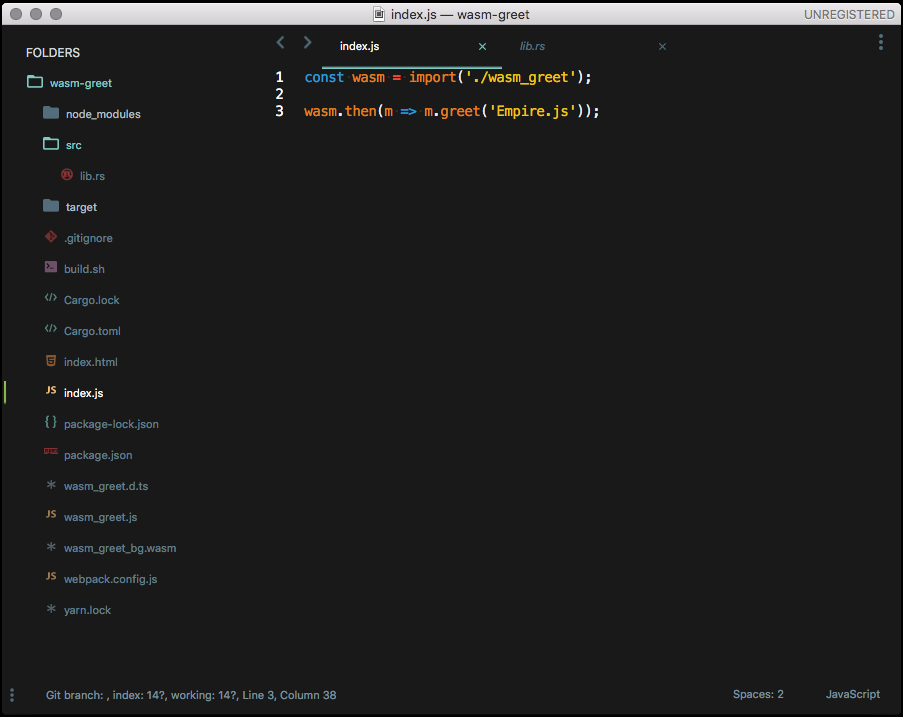 index.js — wasm-greet
UNREGISTERED
FOLDERS
wasm-greet
node_modules
src
lib.rs
target
.gitignore
build.sh
Cargo.lock
Cargo.toml
index.html
JS index.js
package-lock.json
package.json
wasm_greet.d.ts
JS wasm_greet.js
wasm_greet_bg.wasm
JS webpack.config.js
yarn.lock
index.js × lib.rs ×
1 const wasm = import('./wasm_greet');
2
3 wasm.then(m => m.greet('Empire.js'));
Git branch: , index: 14?, working: 14?, Line 3, Column 38
Spaces: 2
JavaScript